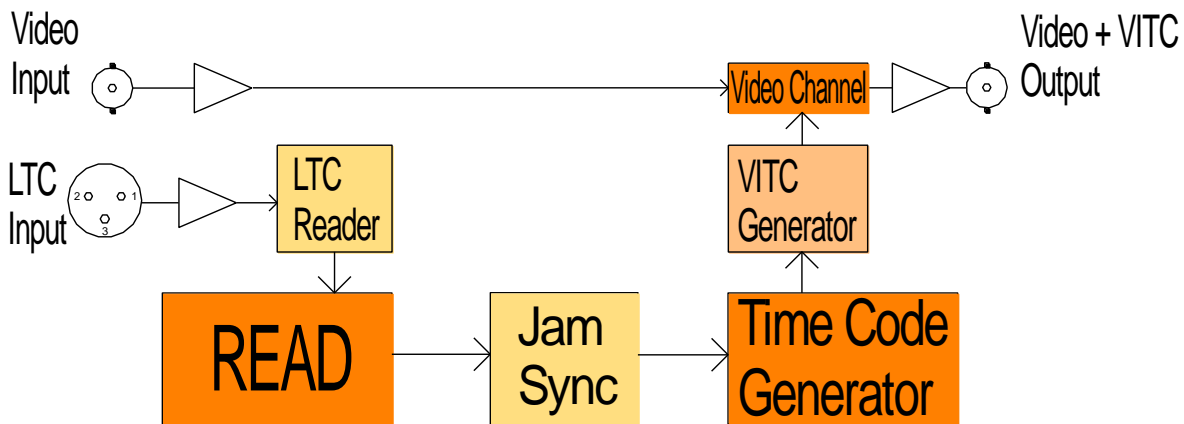 Video
Input
Video Channel
Video + VITC
Output
LTC
Input
2
1
3
LTC
Reader
VITC
Generator
READ
Jam
Sync
Time Code
Generator